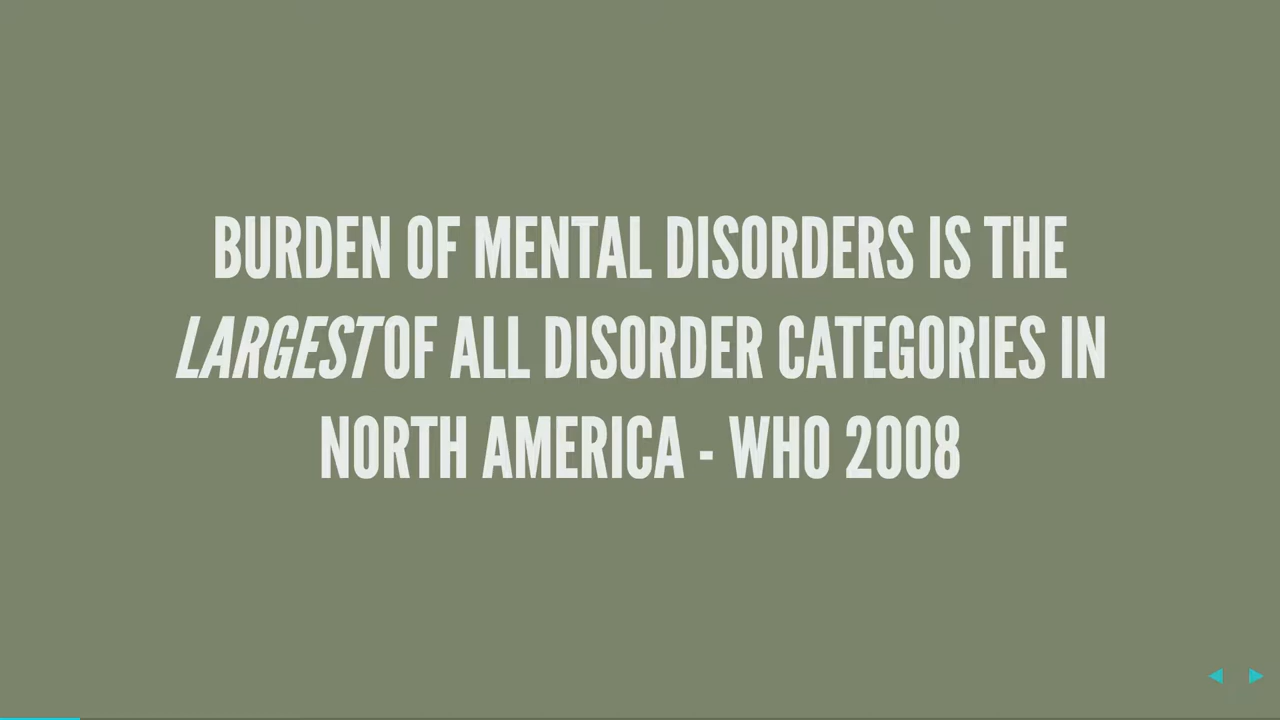 BURDEN OF MENTAL DISORDERS IS THE
LARGEST OF ALL DISORDER CATEGORIES IN
NORTH AMERICA - WHO 2008